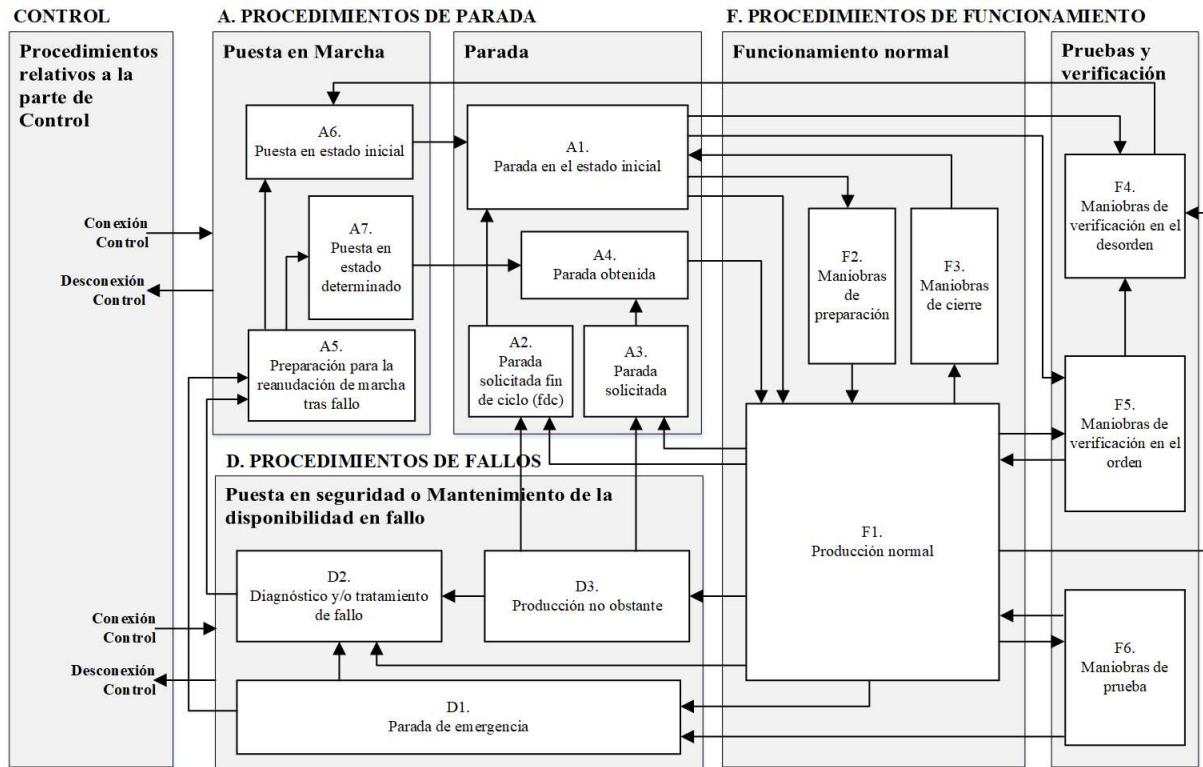 CONTROL
A. PROCEDIMIENTOS DE PARADA
F. PROCEDIMIENTOS DE FUNCIONAMIENTO
Procedimientos
relativos a la
parte de
Control
Puesta en Marcha
Parada
Funcionamiento normal
Pruebas y
verificación
A6.
Puesta en estado inicial
A1.
Parada en el estado inicial
F4.
Maniobras de
verificación en el
desorden
Conexión
Control
Desconexión
Control
A7.
Puesta en
estado
determinado
A4.
Parada obtenida
F2.
Maniobras
de
preparación
F3.
Maniobras
de cierre
A5.
Preparación para la
reanudación de marcha
tras fallo
A2.
Parada
solicitada fin
de ciclo (fdc)
A3.
Parada
solicitada
F5.
Maniobras de
verificación en el
orden
D. PROCEDIMIENTOS DE FALLOS
Puesta en seguridad o Mantenimiento de la
disponibilidad en fallo
F1.
Producción normal
D2.
Diagnóstico y/o tratamiento
de fallo
D3.
Producción no obstante
Conexión
Control
Desconexión
Control
F6.
Maniobras de
prueba
D1.
Parada de emergencia